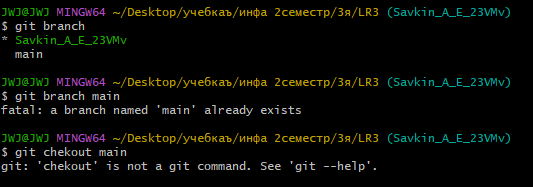 JWJ@JWJ MINGW64 ~/Desktop/учебкаъ/инфа 2семестр/3я/LR3 (Savkin_A_E_23VMv)
$ git branch
* Savkin_A_E_23VMv
  main
JWJ@JWJ MINGW64 ~/Desktop/учебкаъ/инфа 2семестр/3я/LR3 (Savkin_A_E_23VMv)
$ git branch main
fatal: a branch named 'main' already exists
JWJ@JWJ MINGW64 ~/Desktop/учебкаъ/инфа 2семестр/3я/LR3 (Savkin_A_E_23VMv)
$ git chekout main
git: 'chekout' is not a git command. See 'git --help'.